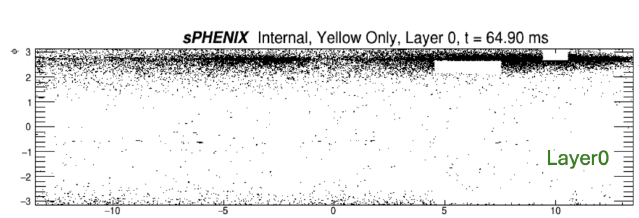 sPHENIX Internal, Yellow Only, Layer 0, t = 64.90 ms
φ
3
2
1
0
−1
−2
−3
Layer0
−10 −5 0 5 10